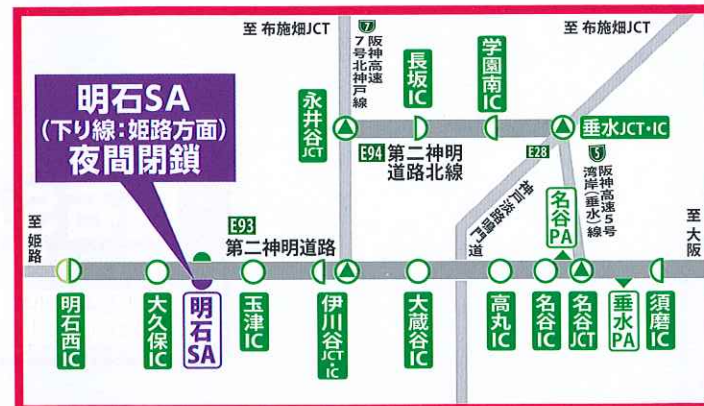 至 布施畑JCT
至 布施畑JCT
7
阪神高速
7号北神戸線
明石SA
(下り線:姫路方面)
夜間閉鎖
永井谷JCT
長坂IC
学園南IC
垂水JCT・IC
E94 第二神明
道路北線
E28
5
阪神高速5号
湾岸(垂水)線
神戸淡路鳴門道
名谷PA
至 姫路
E93
第二神明道路
至 大阪
明石西IC
大久保IC
明石SA
玉津IC
伊川谷JCT・IC
大蔵谷IC
高丸IC
名谷IC
名谷JCT
垂水PA
須磨IC